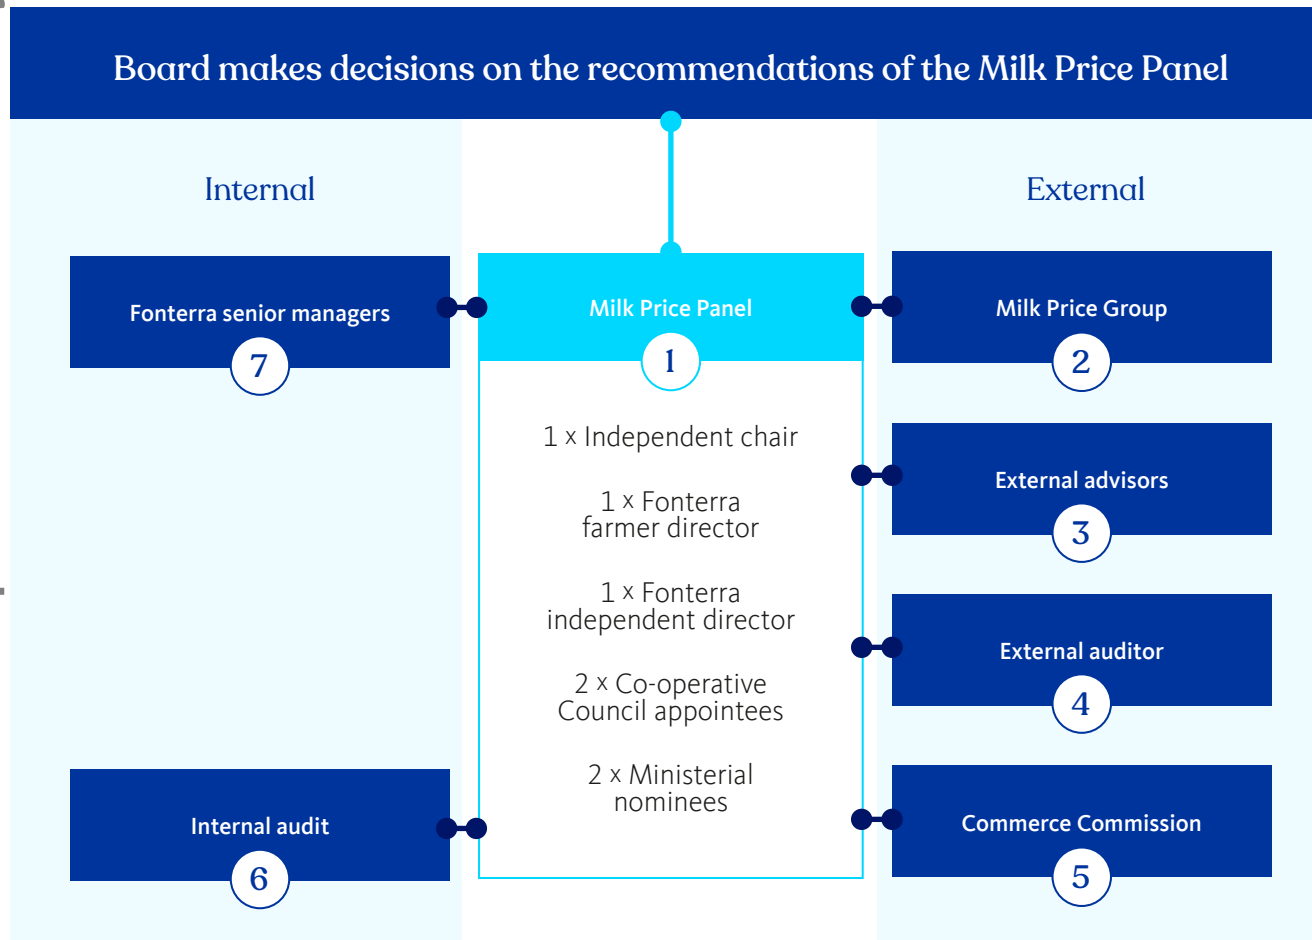 Board makes decisions on the recommendations of the Milk Price Panel
Internal
Fonterra senior managers
7
Internal audit
6
Milk Price Panel
1
1 x Independent chair
1 x Fonterra
farmer director
1 x Fonterra
independent director
2 x Co-operative
Council appointees
2 x Ministerial
nominees
External
Milk Price Group
2
External advisors
3
External auditor
4
Commerce Commission
5